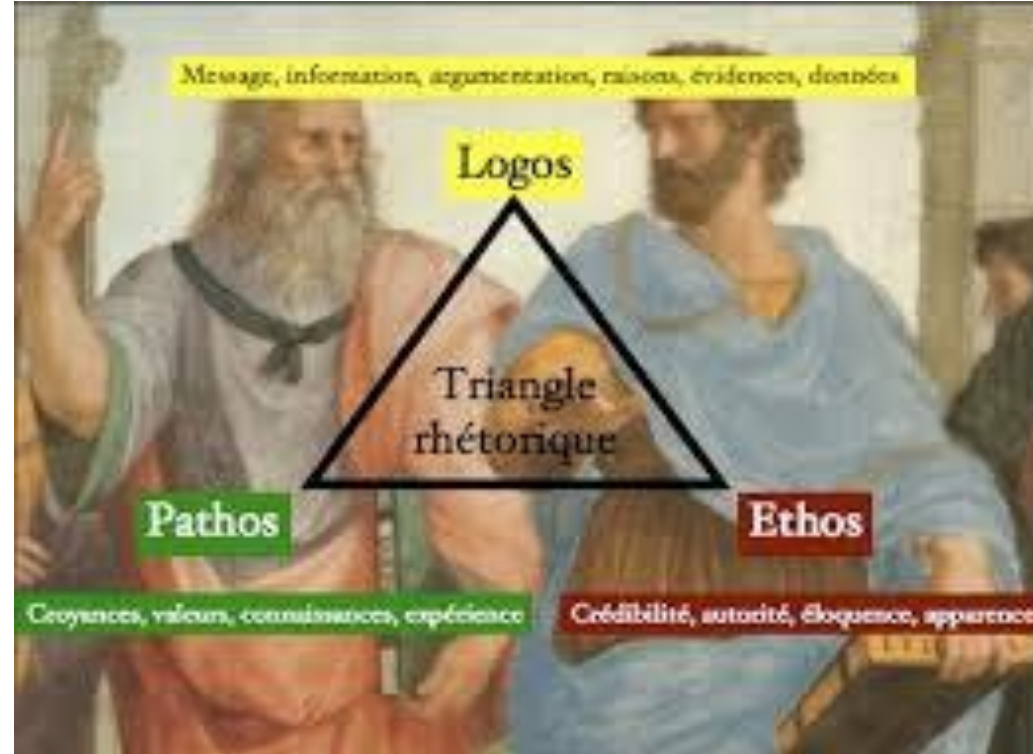 Message, information, argumentation, raisons, évidences, données
Logos
Triangle
rhétorique
Pathos
Ethos
Croyances, valeurs, connaissances, expérience
Crédibilité, autorité, éloquence, apparence